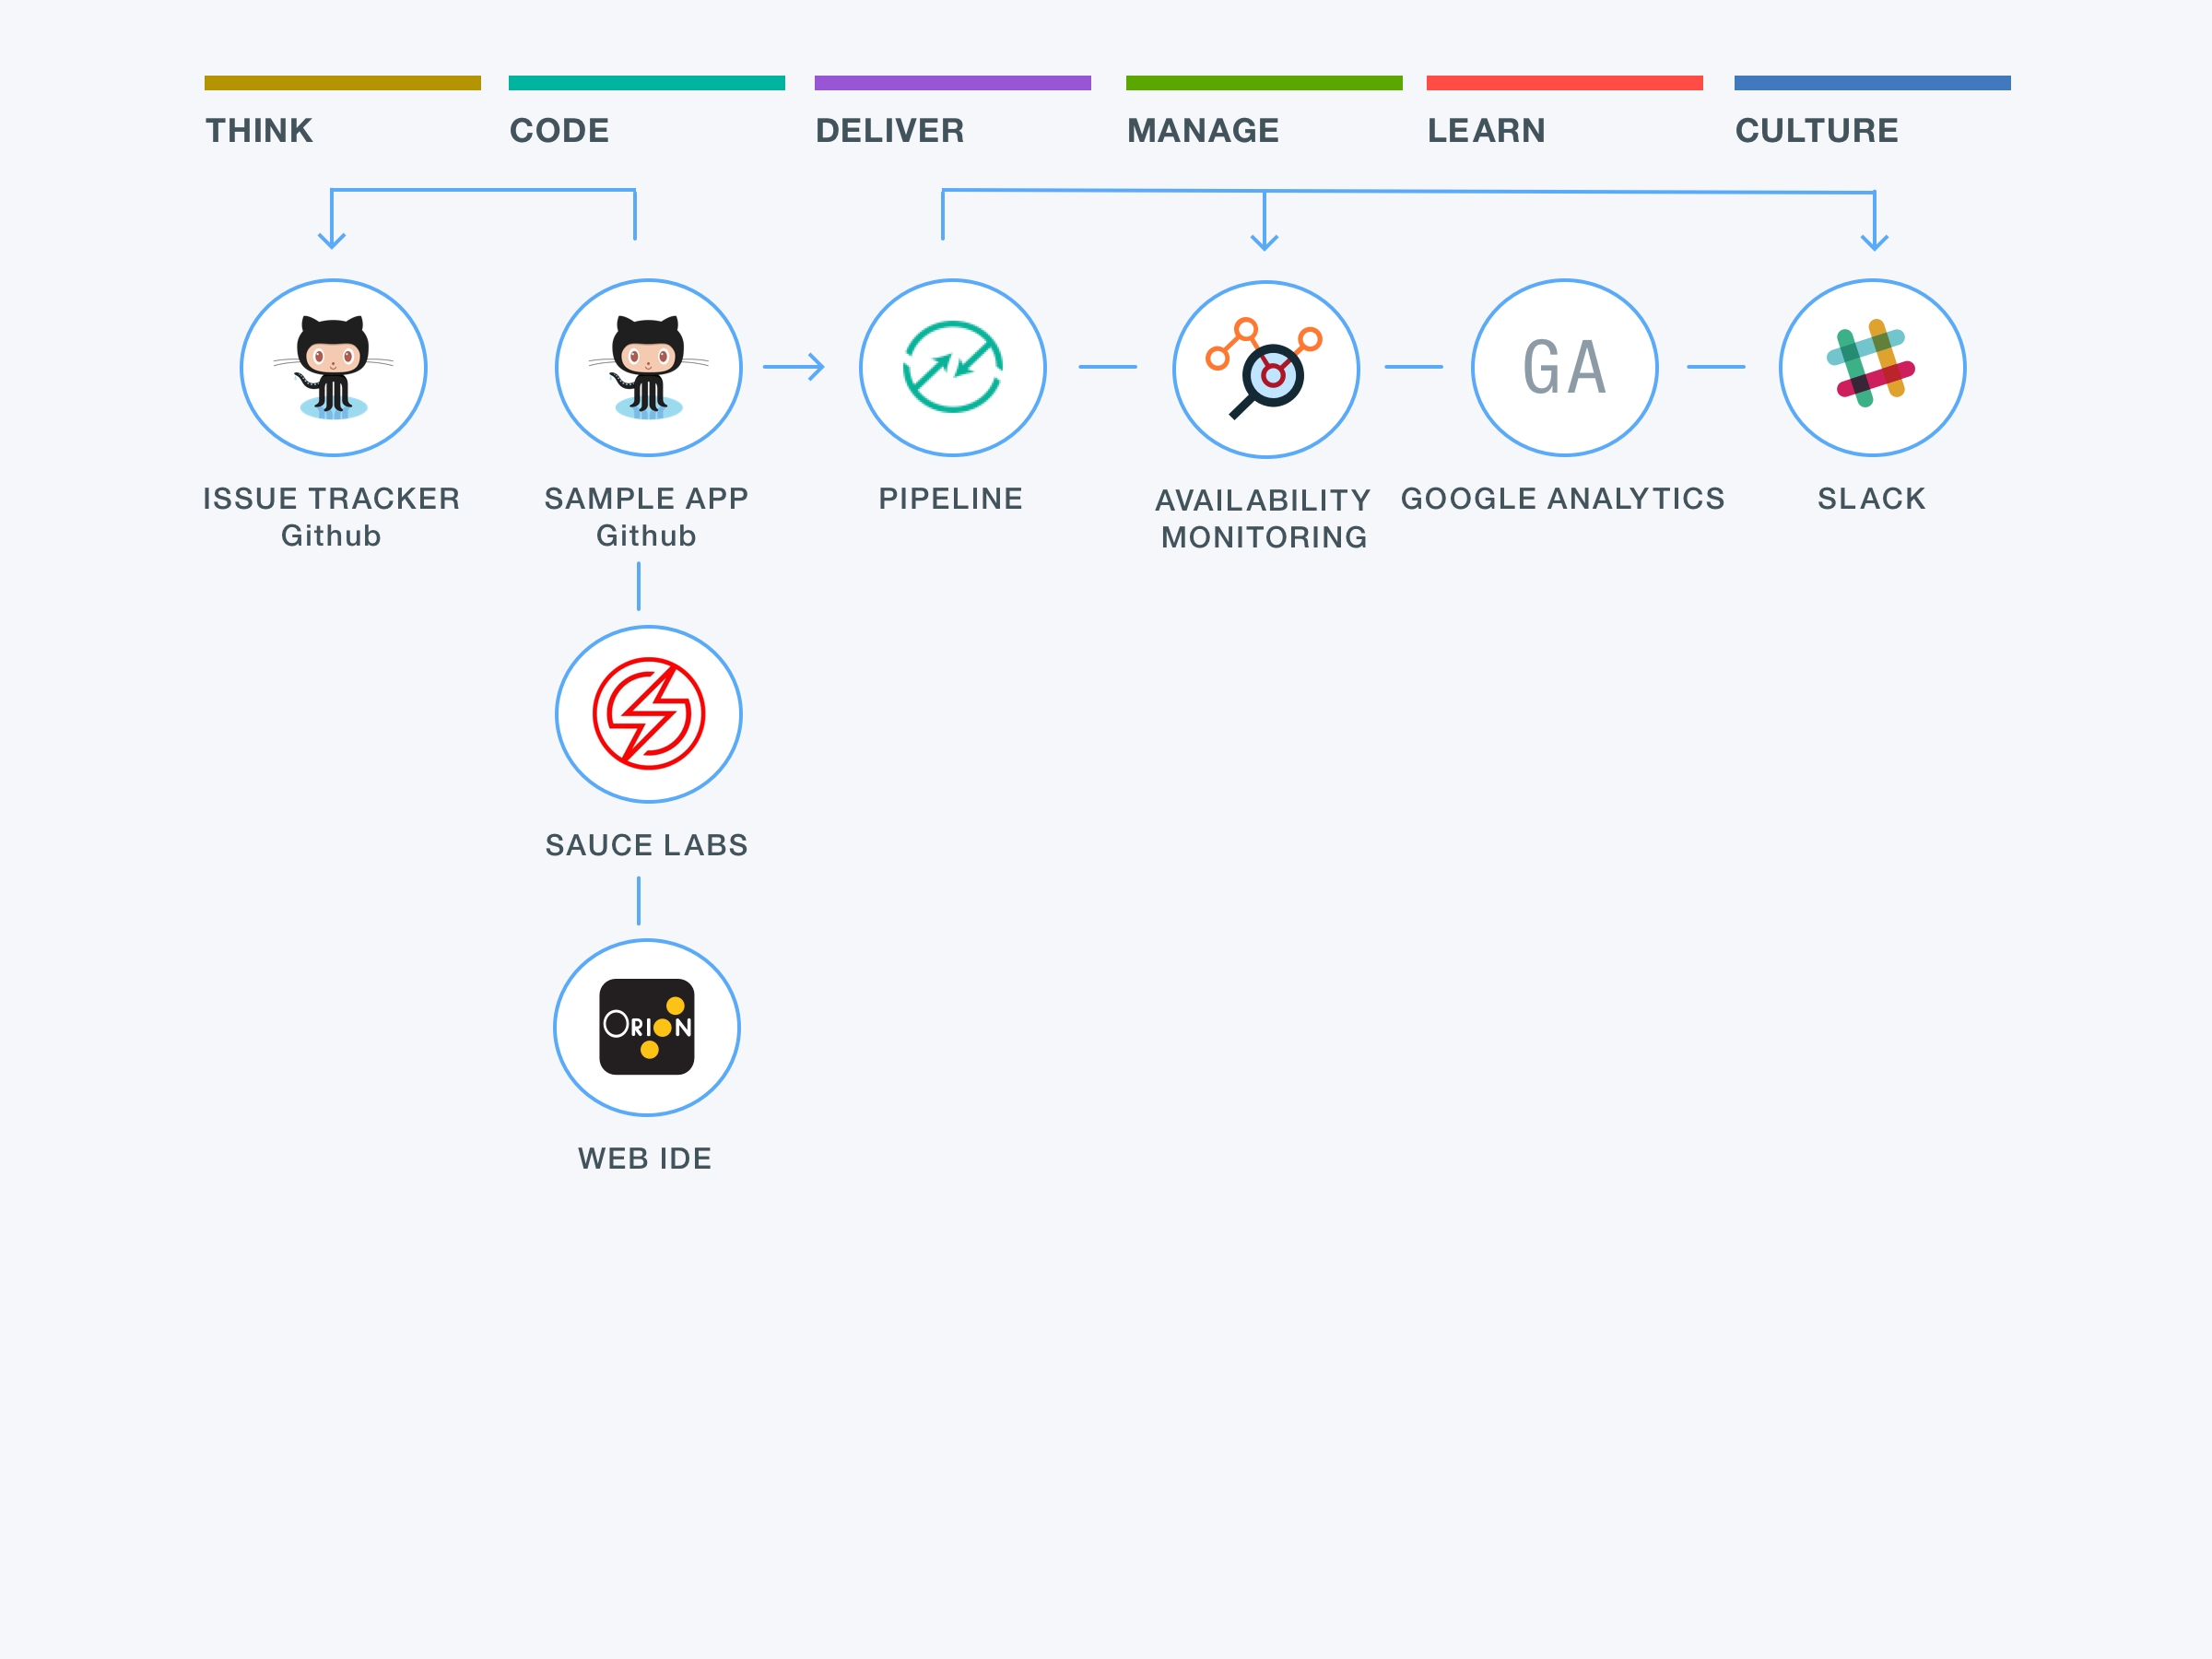 THINK
CODE
DELIVER
MANAGE
LEARN
CULTURE
GA
ISSUE TRACKER
Github
SAMPLE APP
Github
PIPELINE
AVAILABILITY
MONITORING
GOOGLE ANALYTICS
SLACK
SAUCE LABS
ORION
WEB IDE